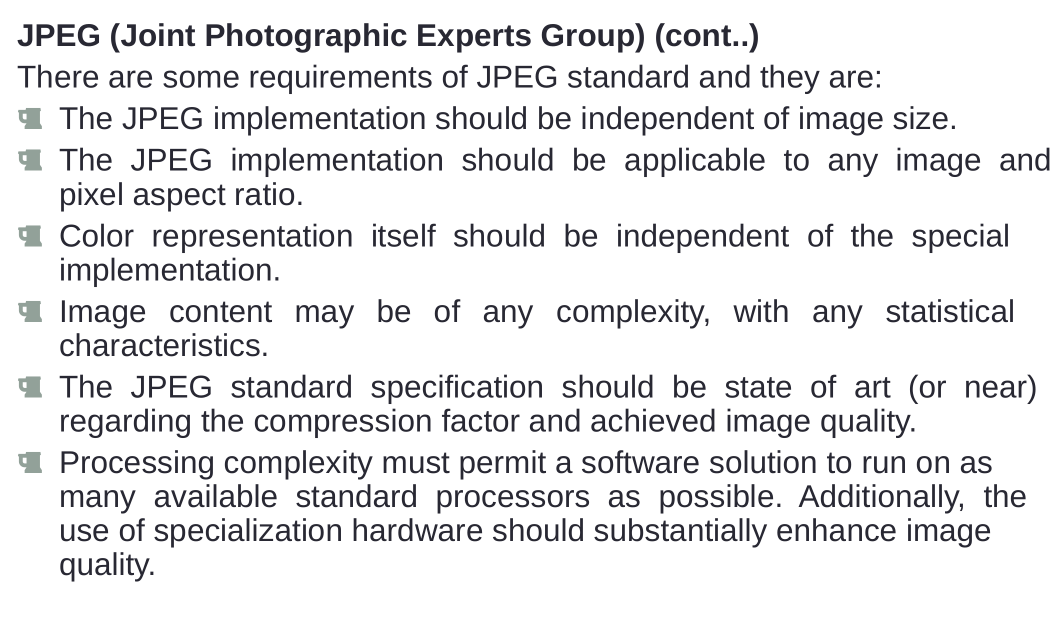 JPEG (Joint Photographic Experts Group) (cont..)
There are some requirements of JPEG standard and they are:
The JPEG implementation should be independent of image size.
The JPEG implementation should be applicable to any image and
pixel aspect ratio.
Color representation itself should be independent of the special
implementation.
Image content may be of any complexity, with any statistical
characteristics.
The JPEG standard specification should be state of art (or near)
regarding the compression factor and achieved image quality.
Processing complexity must permit a software solution to run on as
many available standard processors as possible. Additionally, the
use of specialization hardware should substantially enhance image
quality.